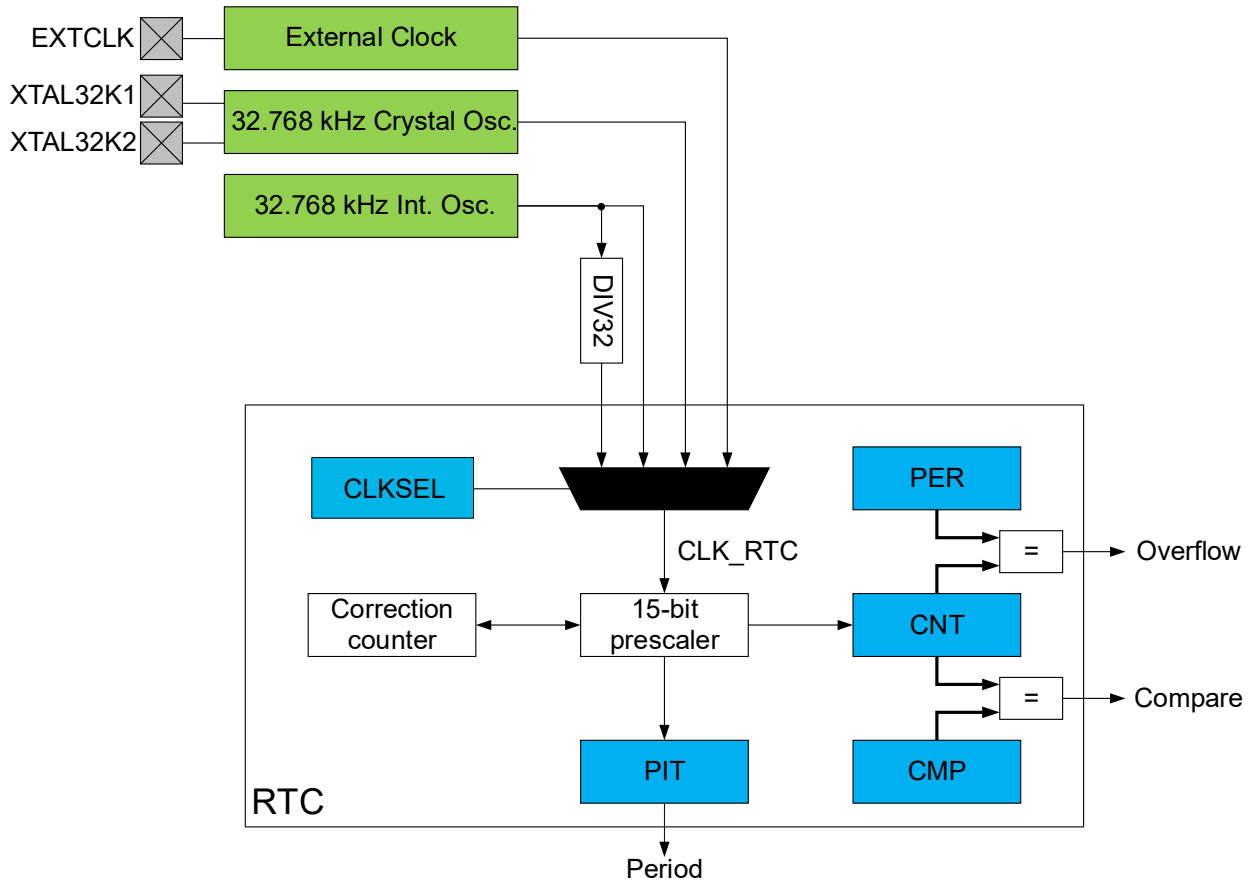 EXTCLK
External Clock
XTAL32K1
XTAL32K2
32.768 kHz Crystal Osc.
32.768 kHz Int. Osc.
DIV32
CLKSEL
PER
CLK_RTC
=
Overflow
Correction
counter
15-bit
prescaler
CNT
=
Compare
PIT
CMP
RTC
Period